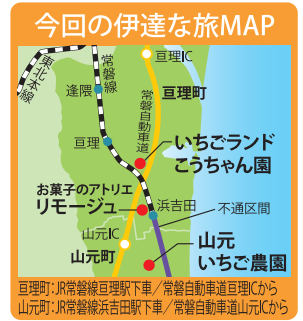 今回の伊達な旅MAP
東北本線
常磐線
亘理IC
逢隈
亘理町
常磐自動車道
亘理
いちごランド
こうちゃん園
お菓子のアトリエ
リモージュ
浜吉田
不通区間
山元IC
山元町
山元
いちご農園
亘理町：JR常磐線亘理駅下車／常磐自動車道亘理ICから
山元町：JR常磐線浜吉田駅下車／常磐自動車道山元ICから